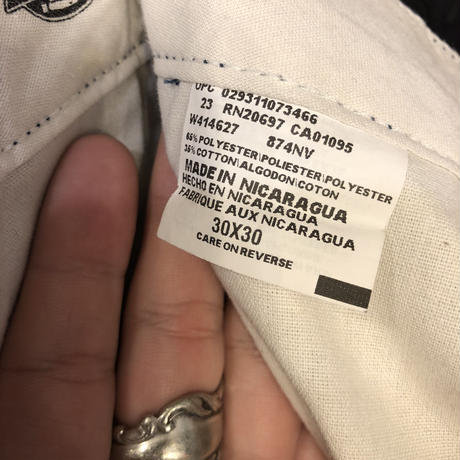 UPC 029311073466
23 RN20697 CA01095
W414627 874NV
65% POLYESTER|POLIESTER|POLYESTER
35% COTTON|ALGODON|COTON
MADE IN NICARAGUA
HECHO EN NICARAGUA
FABRIQUE AUX NICARAGUA
30X30
CARE ON REVERSE